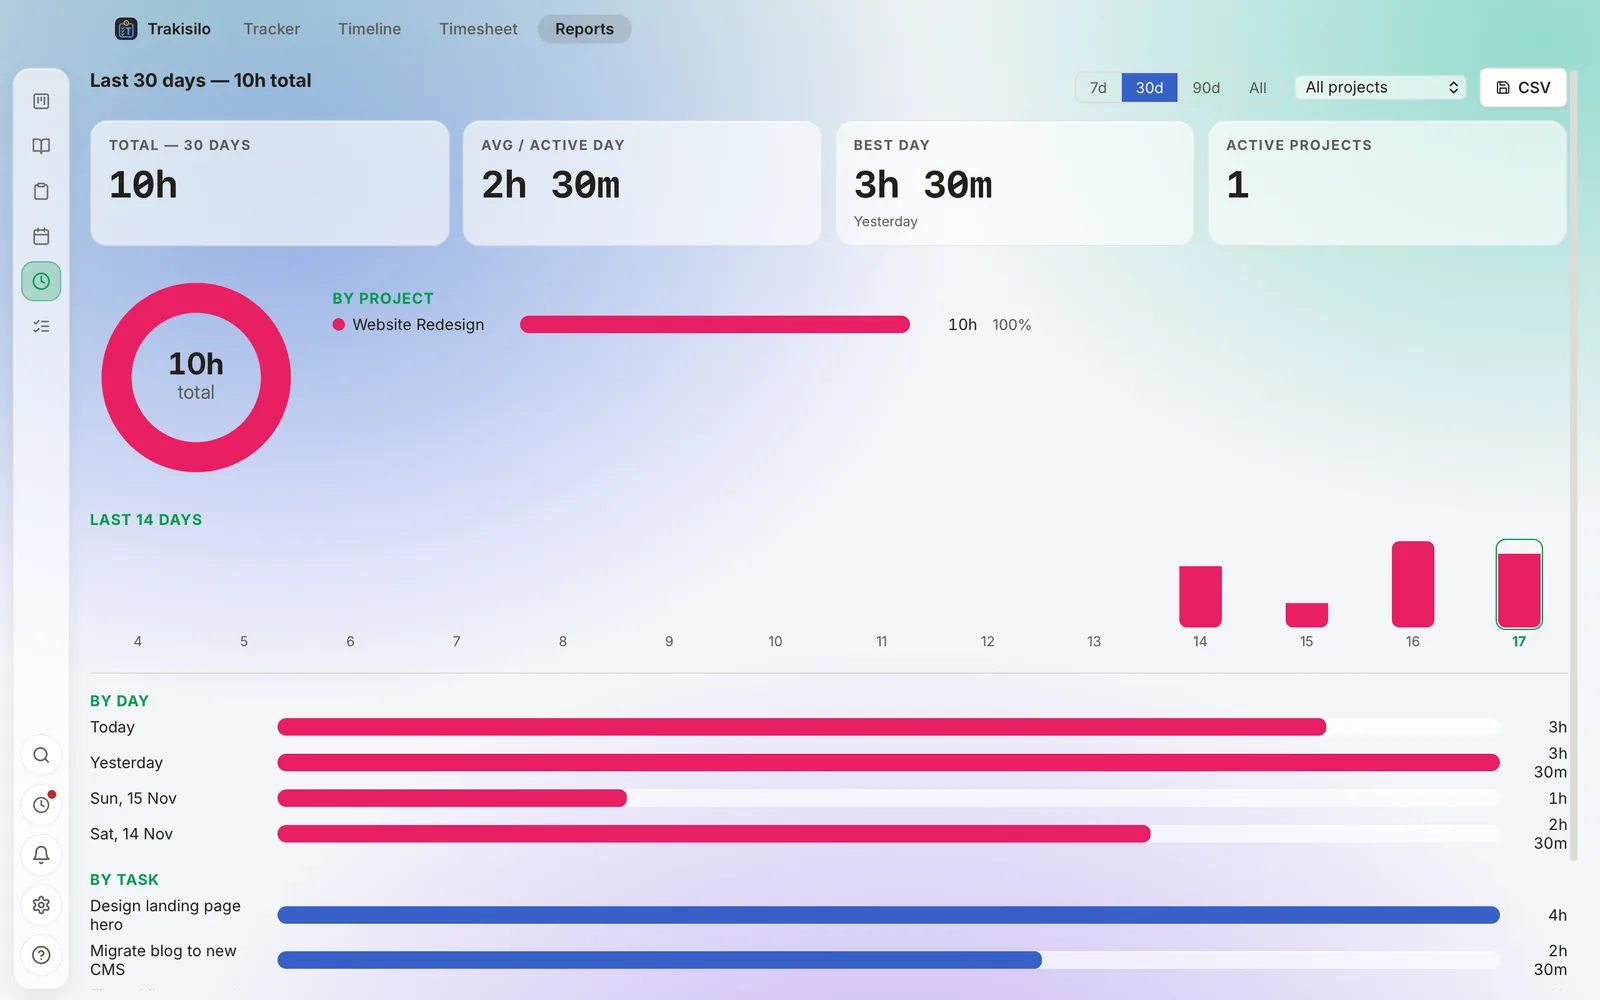 Trakisilo Tracker Timeline Timesheet Reports
Last 30 days — 10h total
7d 30d 90d All All projects CSV
TOTAL — 30 DAYS
10h
AVG / ACTIVE DAY
2h 30m
BEST DAY
3h 30m
Yesterday
ACTIVE PROJECTS
1
10h
total
BY PROJECT
Website Redesign 10h 100%
LAST 14 DAYS
4 5 6 7 8 9 10 11 12 13 14 15 16 17
BY DAY
Today 3h
Yesterday 3h
30m
Sun, 15 Nov 1h
Sat, 14 Nov 2h
30m
BY TASK
Design landing page
hero
4h
Migrate blog to new
CMS
2h
30m